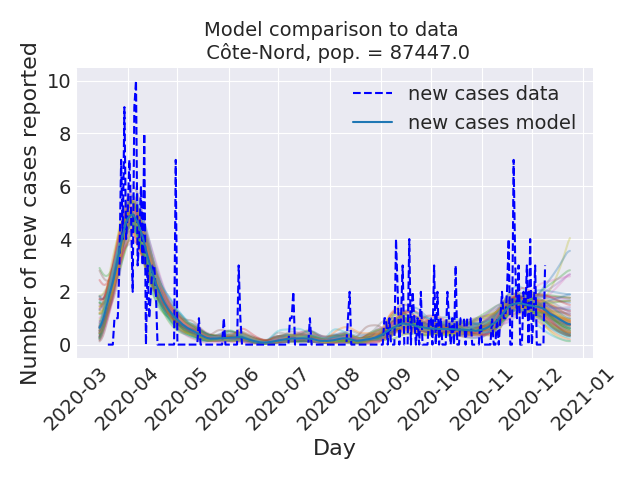 Model comparison to data
Côte-Nord, pop. = 87447.0
Number of new cases reported
10
8
6
4
2
0
new cases data
new cases model
2020-03
2020-04
2020-05
2020-06
2020-07
2020-08
2020-09
2020-10
2020-11
2020-12
2021-01
Day